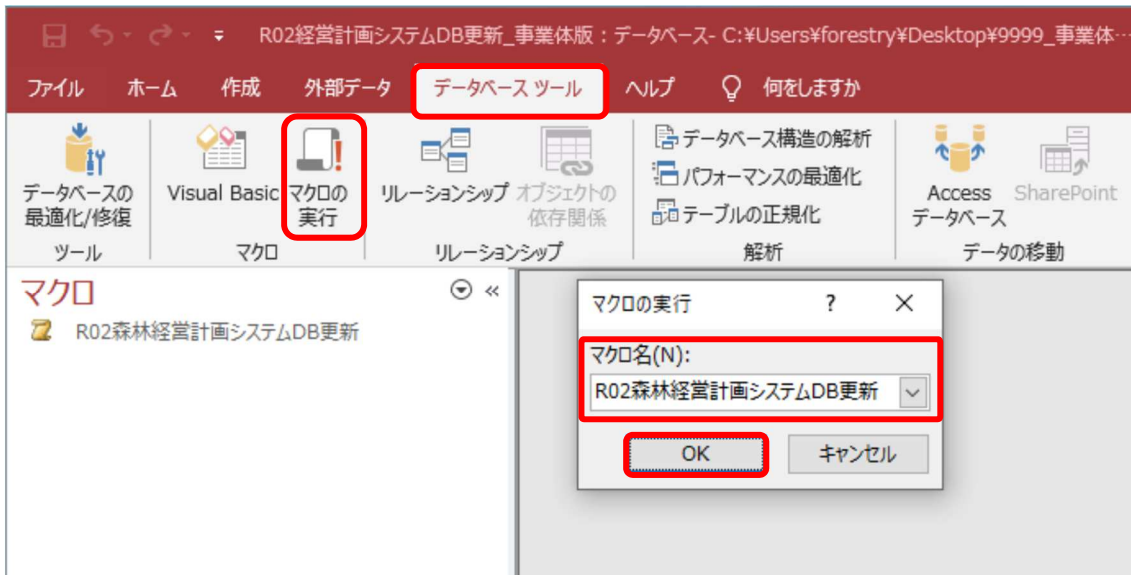 R02経営計画システムDB更新_事業体版：データベース- C:¥Users¥forestry¥Desktop¥9999_事業体…
ファイル ホーム 作成 外部データ データベース ツール ヘルプ 何をしますか
データベースの
最適化/修復
Visual Basic
マクロの
実行
リレーションシップ
オブジェクトの
依存関係
データベース構造の解析
パフォーマンスの最適化
テーブルの正規化
Access
データベース
SharePoint
ツール マクロ リレーションシップ 解析 データの移動
マクロ «
R02森林経営計画システムDB更新
マクロの実行 ? ×
マクロ名(N):
R02森林経営計画システムDB更新
OK キャンセル